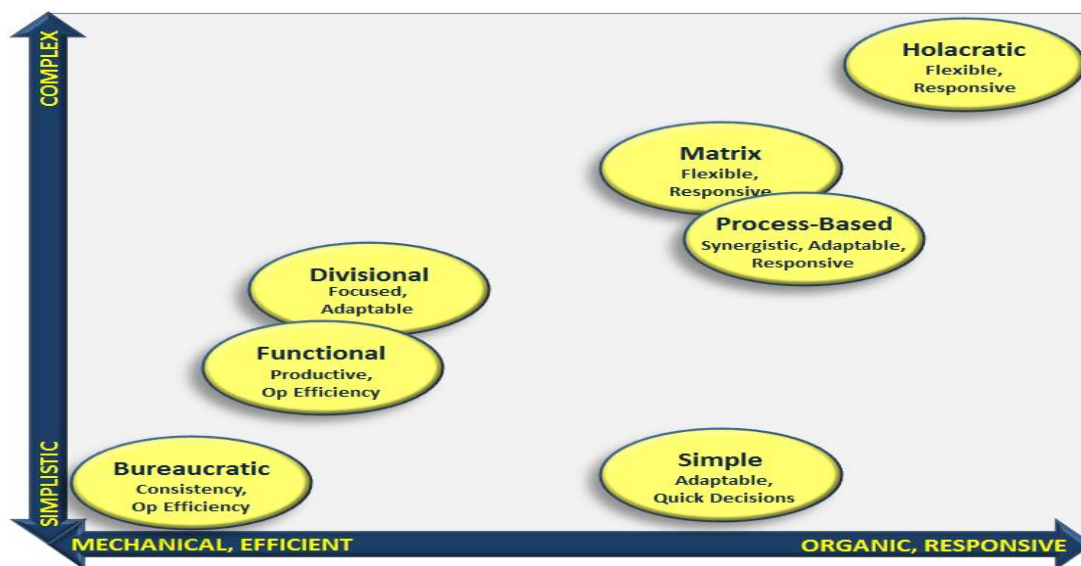 COMPLEX
Holacratic
Flexible,
Responsive
Matrix
Flexible,
Responsive
Process-Based
Synergistic, Adaptable,
Responsive
Divisional
Focused,
Adaptable
Functional
Productive,
Op Efficiency
SIMPLISTIC
Bureaucratic
Consistency,
Op Efficiency
Simple
Adaptable,
Quick Decisions
MECHANICAL, EFFICIENT
ORGANIC, RESPONSIVE